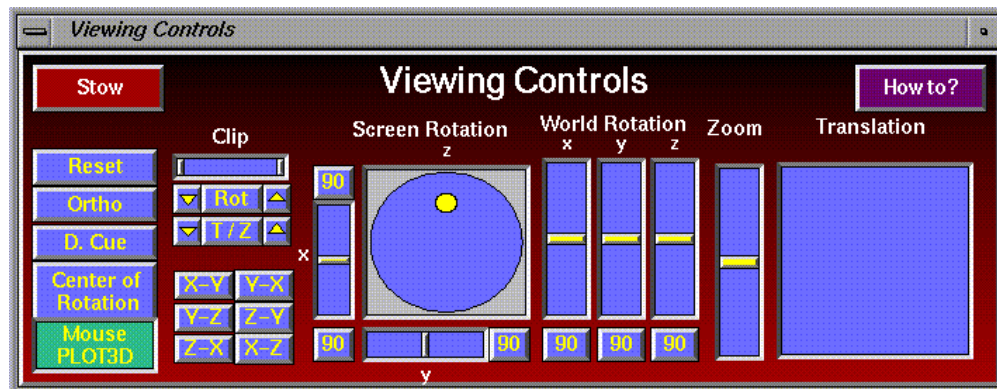 Viewing Controls
Stow
Viewing Controls
How to?
Clip
Screen Rotation
z
World Rotation
x y z
Zoom
Translation
Reset
Ortho
D. Cue
Center of
Rotation
Mouse
PLOT3D
Rot
T / Z
X-Y Y-X
Y-Z Z-Y
Z-X X-Z
90
x
90
90
y
90 90 90